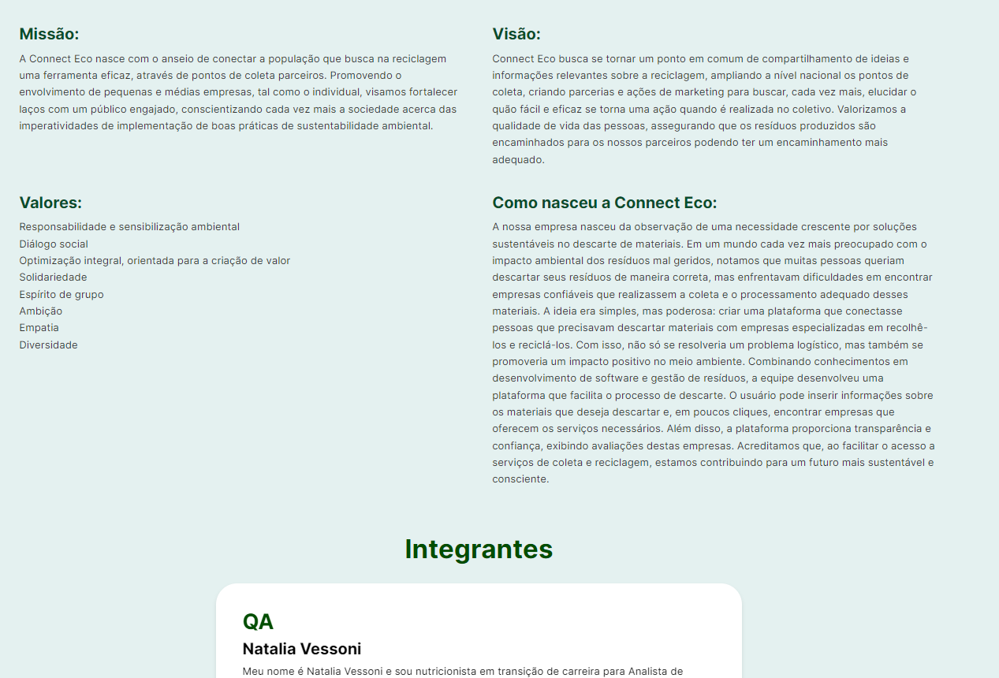 Missão:
A Connect Eco nasce com o anseio de conectar a população que busca na reciclagem
uma ferramenta eficaz, através de pontos de coleta parceiros. Promovendo o
envolvimento de pequenas e médias empresas, tal como o individual, visamos fortalecer
laços com um público engajado, conscientizando cada vez mais a sociedade acerca das
imperatividades de implementação de boas práticas de sustentabilidade ambiental.
Visão:
Connect Eco busca se tornar um ponto em comum de compartilhamento de ideias e
informações relevantes sobre a reciclagem, ampliando a nível nacional os pontos de
coleta, criando parcerias e ações de marketing para buscar, cada vez mais, elucidar o
quão fácil e eficaz se torna uma ação quando é realizada no coletivo. Valorizamos a
qualidade de vida das pessoas, assegurando que os resíduos produzidos são
encaminhados para os nossos parceiros podendo ter um encaminhamento mais
adequado.
Valores:
Responsabilidade e sensibilização ambiental
Diálogo social
Optimização integral, orientada para a criação de valor
Solidariedade
Espírito de grupo
Ambição
Empatia
Diversidade
Como nasceu a Connect Eco:
A nossa empresa nasceu da observação de uma necessidade crescente por soluções
sustentáveis no descarte de materiais. Em um mundo cada vez mais preocupado com o
impacto ambiental dos resíduos mal geridos, notamos que muitas pessoas queriam
descartar seus resíduos de maneira correta, mas enfrentavam dificuldades em encontrar
empresas confiáveis que realizassem a coleta e o processamento adequado desses
materiais. A ideia era simples, mas poderosa: criar uma plataforma que conectasse
pessoas que precisavam descartar materiais com empresas especializadas em recolhê-
los e reciclá-los. Com isso, não só se resolveria um problema logístico, mas também se
promoveria um impacto positivo no meio ambiente. Combinando conhecimentos em
desenvolvimento de software e gestão de resíduos, a equipe desenvolveu uma
plataforma que facilita o processo de descarte. O usuário pode inserir informações sobre
os materiais que deseja descartar e, em poucos cliques, encontrar empresas que
oferecem os serviços necessários. Além disso, a plataforma proporciona transparência e
confiança, exibindo avaliações destas empresas. Acreditamos que, ao facilitar o acesso a
serviços de coleta e reciclagem, estamos contribuindo para um futuro mais sustentável e
consciente.
Integrantes
QA
Natalia Vessoni
Meu nome é Natalia Vessoni e sou nutricionista em transição de carreira para Analista de